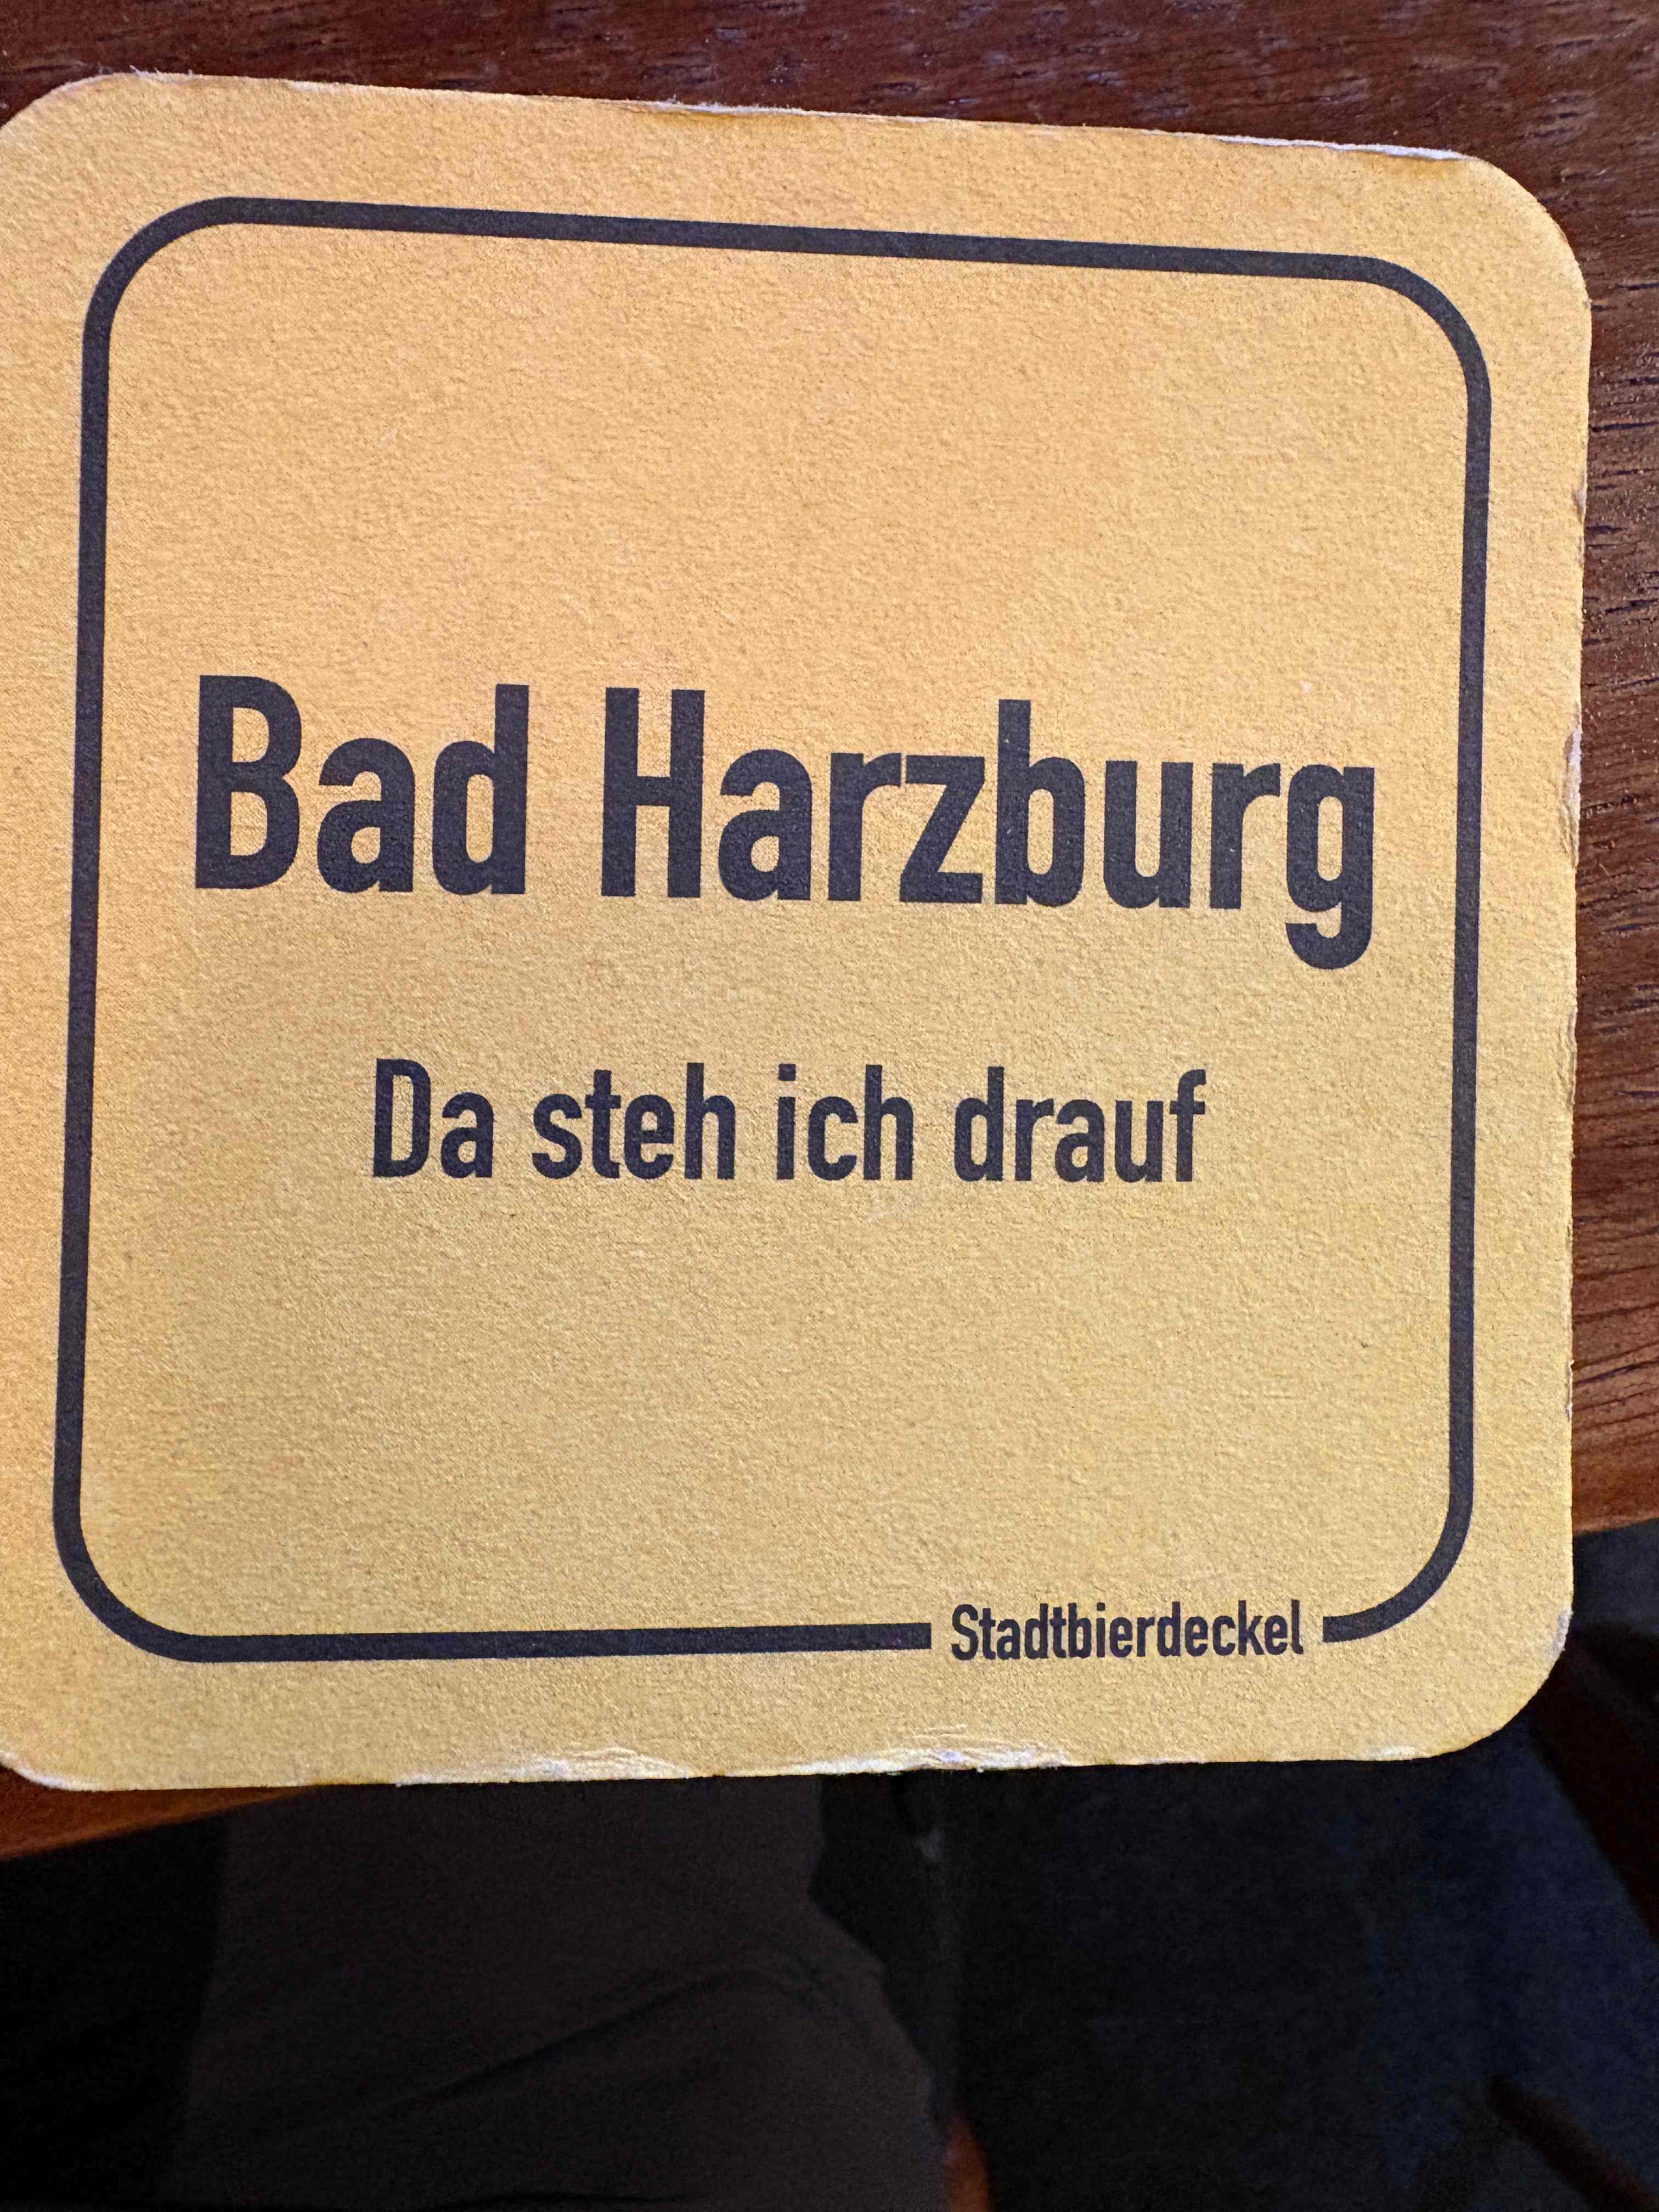 Bad Harzburg
Da steh ich drauf
Stadtbierdeckel